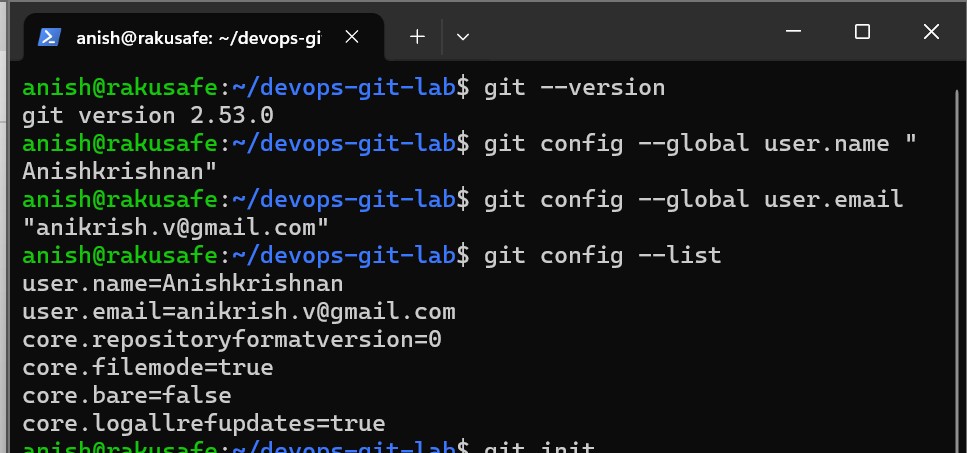 anish@rakusafe: ~/devops-gi
anish@rakusafe:~/devops-git-lab$ git --version
git version 2.53.0
anish@rakusafe:~/devops-git-lab$ git config --global user.name "
Anishkrishnan"
anish@rakusafe:~/devops-git-lab$ git config --global user.email
"anikrish.v@gmail.com"
anish@rakusafe:~/devops-git-lab$ git config --list
user.name=Anishkrishnan
user.email=anikrish.v@gmail.com
core.repositoryformatversion=0
core.filemode=true
core.bare=false
core.logallrefupdates=true
anish@rakusafe:~/devops-git-lab$ git init